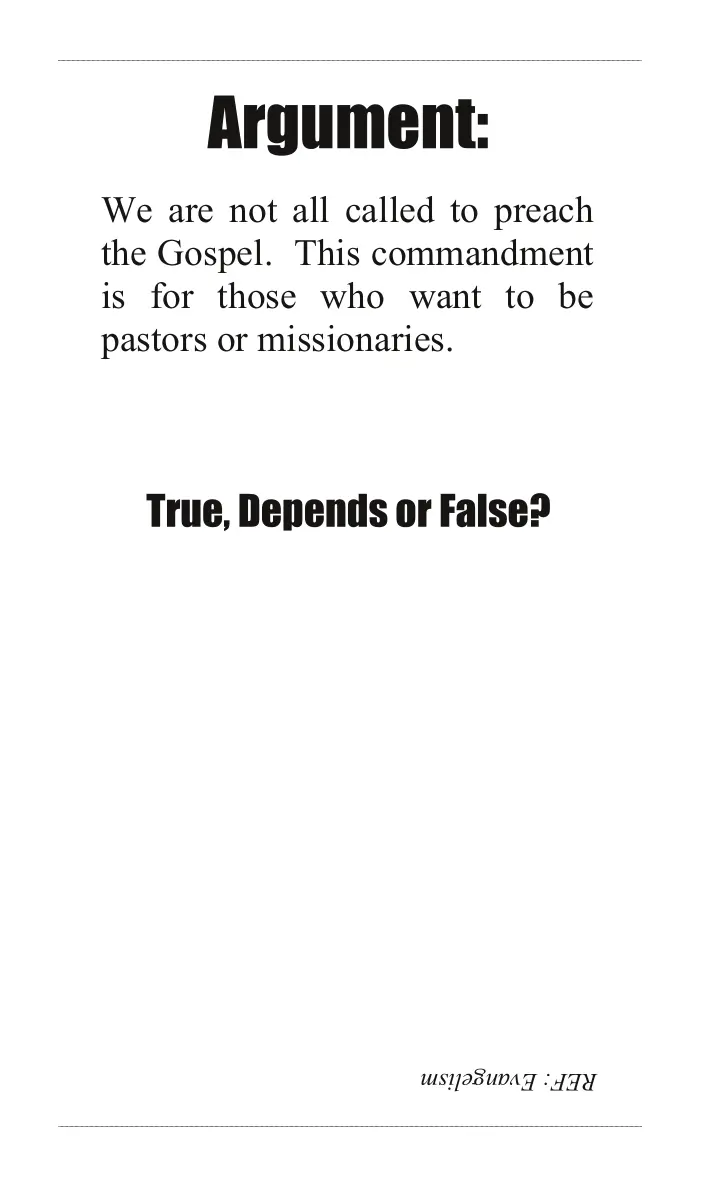 Argument:
We are not all called to preach
the Gospel.  This commandment
is for those who want to be
pastors or missionaries.
True, Depends or False?
REF: Evangelism